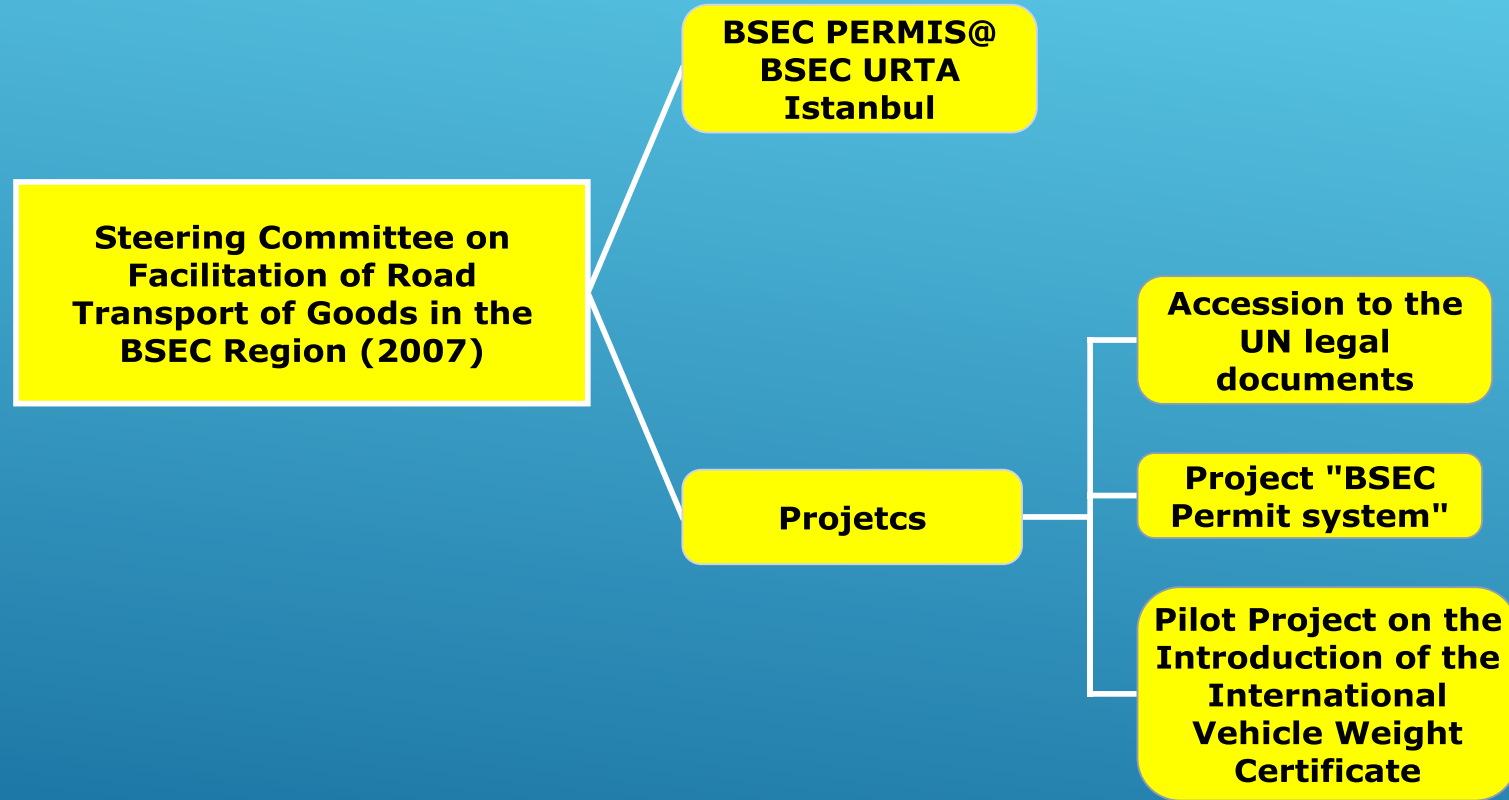 BSEC PERMIS@
BSEC URTA
Istanbul
Steering Committee on
Facilitation of Road
Transport of Goods in the
BSEC Region (2007)
Accession to the
UN legal
documents
Project "BSEC
Permit system"
Projetcs
Pilot Project on the
Introduction of the
International
Vehicle Weight
Certificate